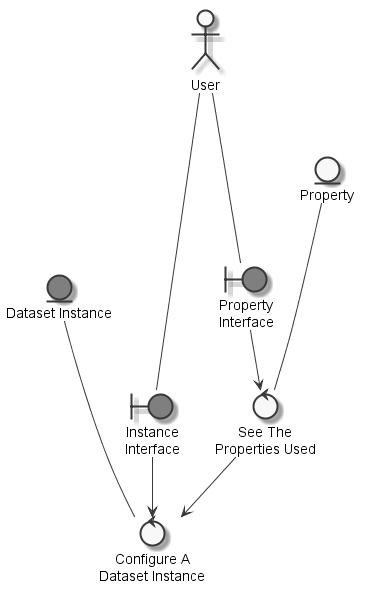 User
Property
Dataset Instance
Property
Interface
Instance
Interface
See The
Properties Used
Configure A
Dataset Instance